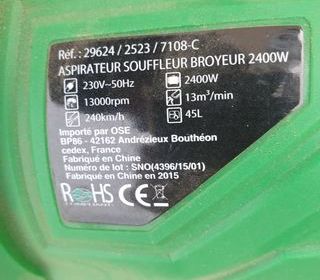 Réf. : 29624 / 2523 / 7108-C
ASPIRATEUR SOUFFLEUR BROYEUR 2400W
230V~50Hz 2400W
13000rpm 13m³/min
240km/h 45L
Importé par OSE
BP86 - 42162 Andrézieux Bouthéon
cedex, France
Fabriqué en Chine
Numéro de lot : SNO(4396/15/01)
Fabriqué en Chine en 2015
RoHS CE